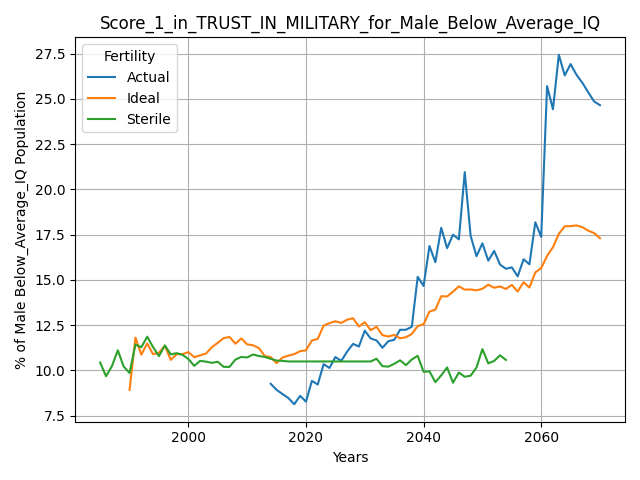 Score_1_in_TRUST_IN_MILITARY_for_Male_Below_Average_IQ
Fertility
Actual
Ideal
Sterile
% of Male Below_Average_IQ Population
27.5
25.0
22.5
20.0
17.5
15.0
12.5
10.0
7.5
2000
2020
2040
2060
Years